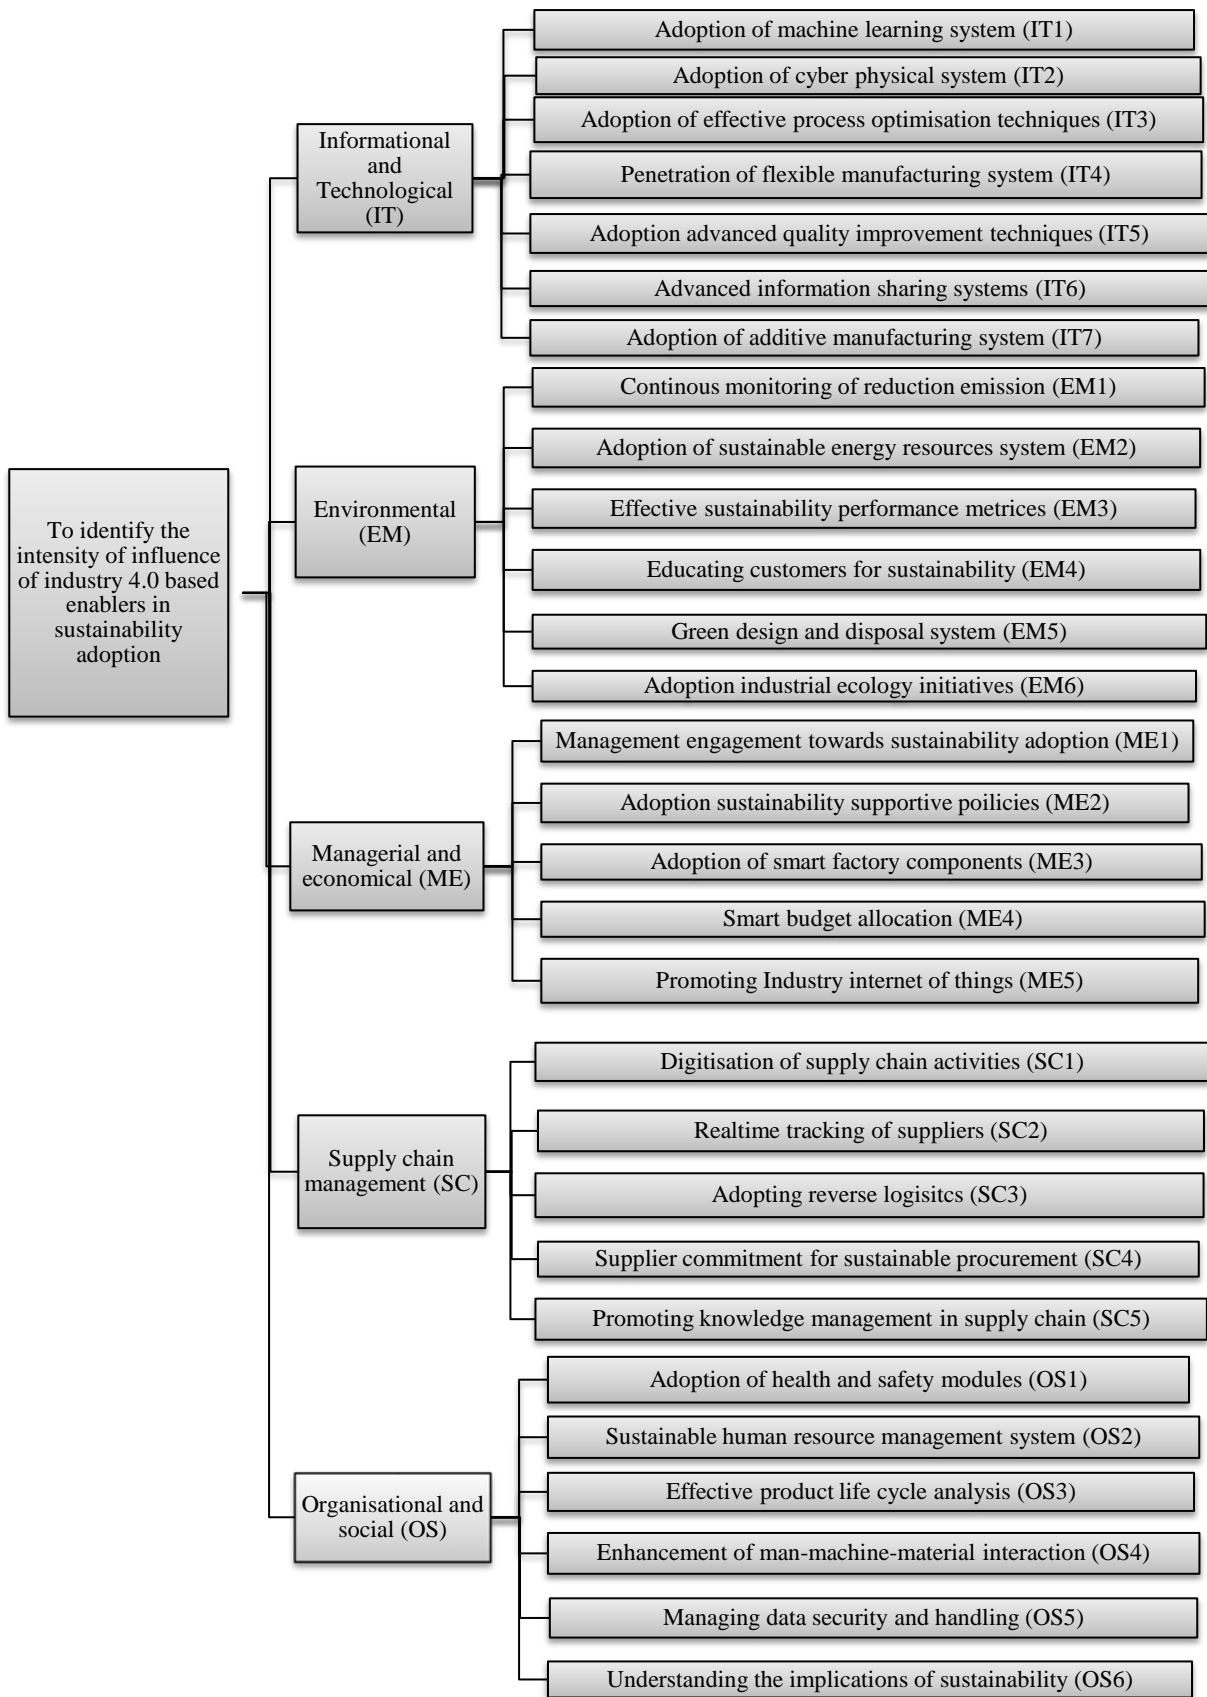 To identify the
intensity of influence
of industry 4.0 based
enablers in
sustainability
adoption
Informational
and
Technological
(IT)
Adoption of machine learning system (IT1)
Adoption of cyber physical system (IT2)
Adoption of effective process optimisation techniques (IT3)
Penetration of flexible manufacturing system (IT4)
Adoption advanced quality improvement techniques (IT5)
Advanced information sharing systems (IT6)
Adoption of additive manufacturing system (IT7)
Environmental
(EM)
Continous monitoring of reduction emission (EM1)
Adoption of sustainable energy resources system (EM2)
Effective sustainability performance metrices (EM3)
Educating customers for sustainability (EM4)
Green design and disposal system (EM5)
Adoption industrial ecology initiatives (EM6)
Managerial and
economical (ME)
Management engagement towards sustainability adoption (ME1)
Adoption sustainability supportive poilicies (ME2)
Adoption of smart factory components (ME3)
Smart budget allocation (ME4)
Promoting Industry internet of things (ME5)
Supply chain
management (SC)
Digitisation of supply chain activities (SC1)
Realtime tracking of suppliers (SC2)
Adopting reverse logisitcs (SC3)
Supplier commitment for sustainable procurement (SC4)
Promoting knowledge management in supply chain (SC5)
Organisational and
social (OS)
Adoption of health and safety modules (OS1)
Sustainable human resource management system (OS2)
Effective product life cycle analysis (OS3)
Enhancement of man-machine-material interaction (OS4)
Managing data security and handling (OS5)
Understanding the implications of sustainability (OS6)